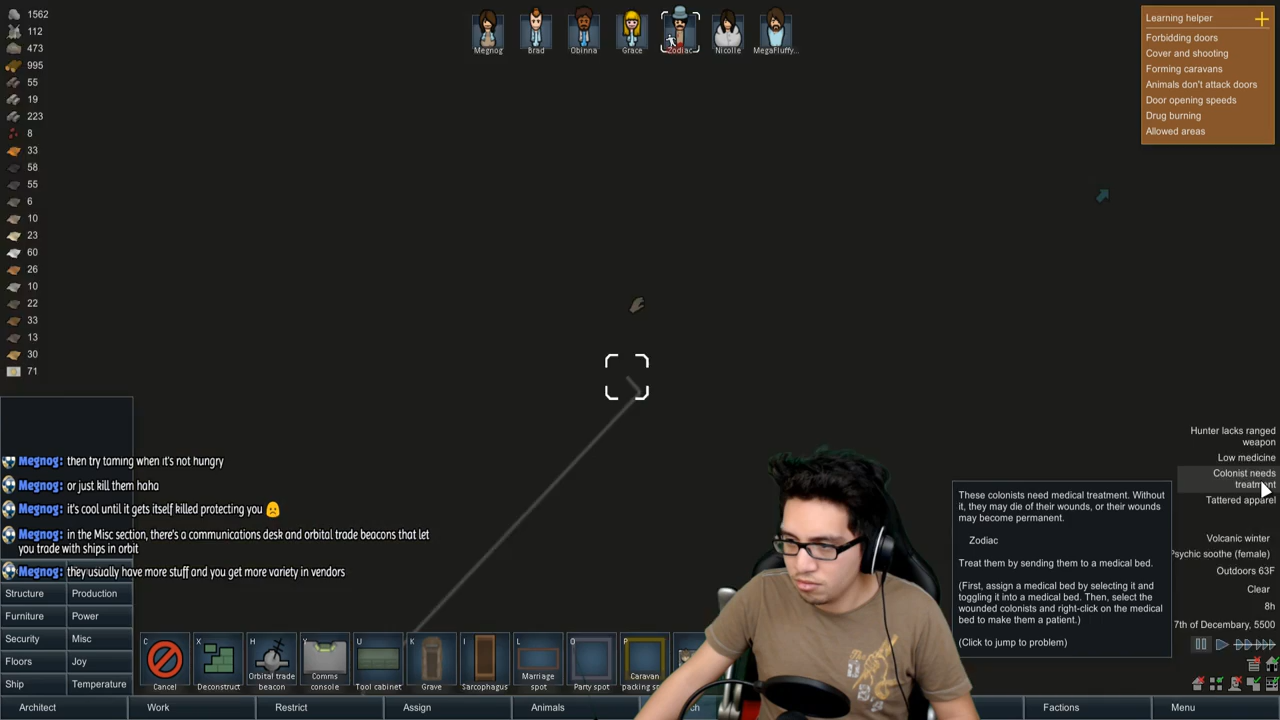 1562
112
473
995
55
19
223
8
33
58
55
6
10
23
60
26
10
22
33
13
30
71
Megnog
Brad
Obinna
Grace
Zodiac
Nicolle
MegaFluffy...
Learning helper
Forbidding doors
Cover and shooting
Forming caravans
Animals don't attack doors
Door opening speeds
Drug burning
Allowed areas
Megnog: then try taming when it's not hungry
Megnog: or just kill them haha
Megnog: it's cool until it gets itself killed protecting you
Megnog: in the Misc section, there's a communications desk and orbital trade beacons that let
you trade with ships in orbit
Megnog: they usually have more stuff and you get more variety in vendors
Hunter lacks ranged
weapon
Low medicine
Colonist needs
treatment
Tattered apparel
These colonists need medical treatment. Without
it, they may die of their wounds, or their wounds
may become permanent.
Zodiac
Treat them by sending them to a medical bed.
(First, assign a medical bed by selecting it and
toggling it into a medical bed. Then, select the
wounded colonists and right-click on the medical
bed to make them a patient.)
(Click to jump to problem)
Volcanic winter
Psychic soothe (female)
Outdoors 63F
Clear
8h
7th of Decembary, 5500
Structure
Production
Furniture
Power
Security
Misc
Floors
Joy
Ship
Temperature
C
Cancel
X
Deconstruct
H
Orbital trade
beacon
Y
Comms
console
U
Tool cabinet
K
Grave
I
Sarcophagus
L
Marriage
spot
O
Party spot
P
Caravan
packing
Architect
Work
Restrict
Assign
Animals
Factions
Menu